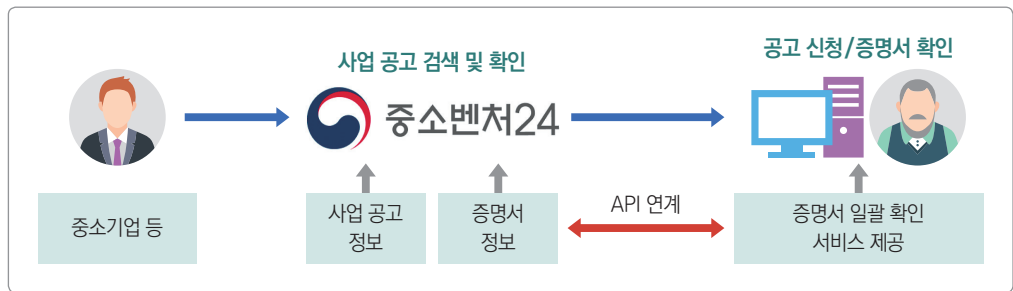 사업 공고 검색 및 확인
공고 신청/증명서 확인
중소벤처24
중소기업 등
사업 공고
정보
증명서
정보
API 연계
증명서 일괄 확인
서비스 제공